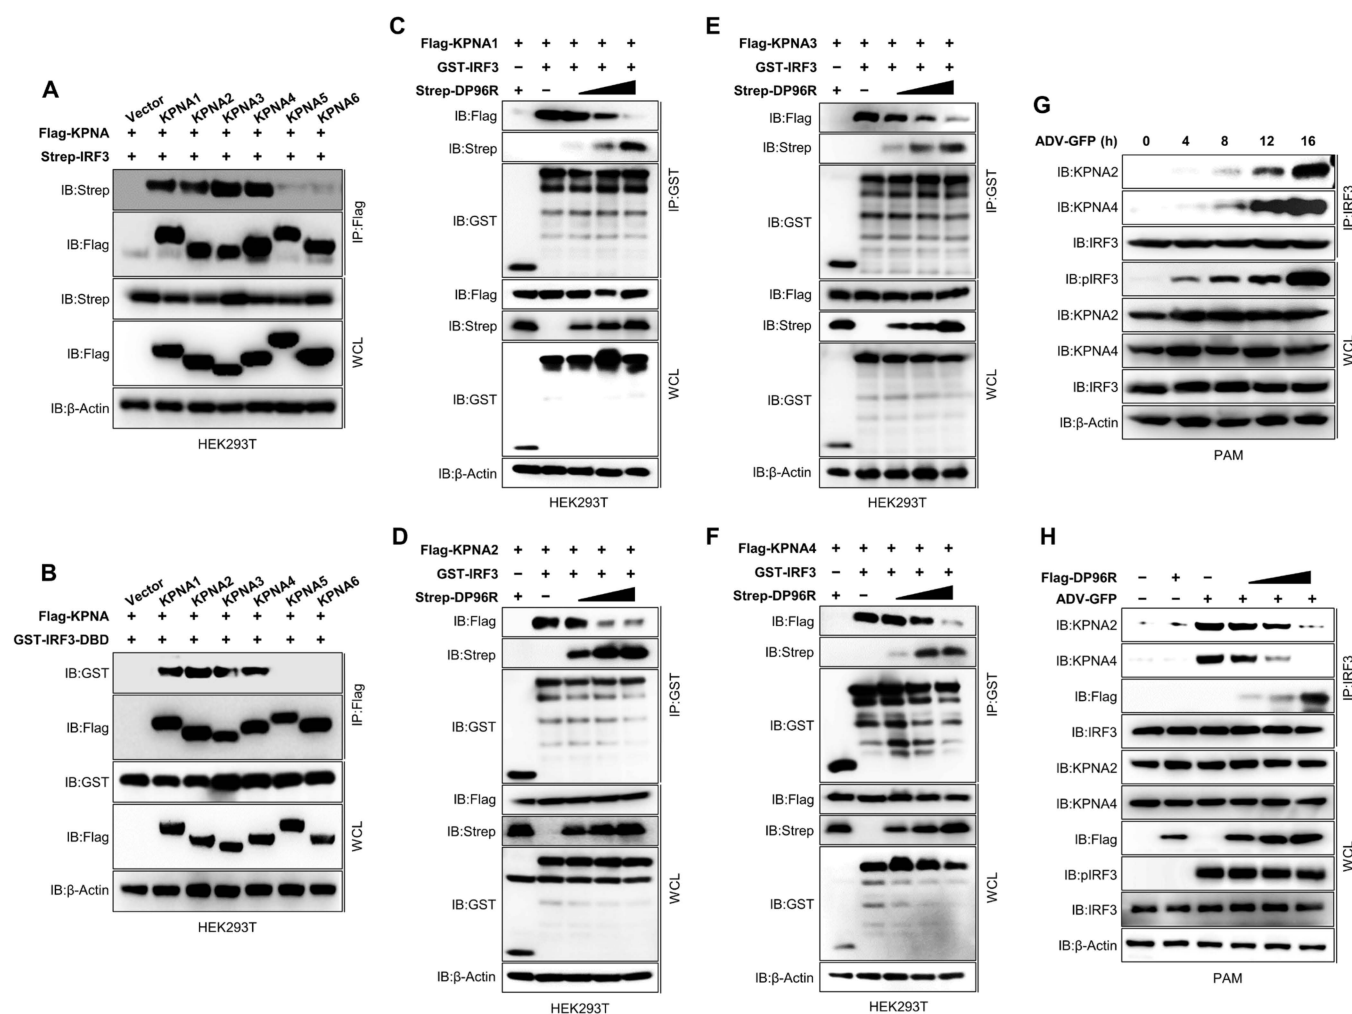 A
Vector KPNA1 KPNA2 KPNA3 KPNA4 KPNA5 KPNA6
Flag-KPNA + + + + + + +
Strep-IRF3 + + + + + + +
IB:Strep
IB:Flag
IP:Flag
IB:Strep
IB:Flag
IB:β-Actin
WCL
HEK293T
B
Vector KPNA1 KPNA2 KPNA3 KPNA4 KPNA5 KPNA6
Flag-KPNA + + + + + + +
GST-IRF3-DBD + + + + + + +
IB:GST
IB:Flag
IP:Flag
IB:GST
IB:Flag
IB:β-Actin
WCL
HEK293T
C
Flag-KPNA1 + + + + +
GST-IRF3 – + + + +
Strep-DP96R + –
IB:Flag
IB:Strep
IB:GST
IP:GST
IB:Flag
IB:Strep
IB:GST
IB:β-Actin
WCL
HEK293T
D
Flag-KPNA2 + + + + +
GST-IRF3 – + + + +
Strep-DP96R + –
IB:Flag
IB:Strep
IB:GST
IP:GST
IB:Flag
IB:Strep
IB:GST
IB:β-Actin
WCL
HEK293T
E
Flag-KPNA3 + + + + +
GST-IRF3 – + + + +
Strep-DP96R + –
IB:Flag
IB:Strep
IB:GST
IP:GST
IB:Flag
IB:Strep
IB:GST
IB:β-Actin
WCL
HEK293T
F
Flag-KPNA4 + + + + +
GST-IRF3 – + + + +
Strep-DP96R + –
IB:Flag
IB:Strep
IB:GST
IP:GST
IB:Flag
IB:Strep
IB:GST
IB:β-Actin
WCL
HEK293T
G
ADV-GFP (h) 0 4 8 12 16
IB:KPNA2
IB:KPNA4
IB:IRF3
IP:IRF3
IB:pIRF3
IB:KPNA2
IB:KPNA4
IB:IRF3
IB:β-Actin
WCL
PAM
H
Flag-DP96R – + –
ADV-GFP – – + + + +
IB:KPNA2
IB:KPNA4
IB:Flag
IB:IRF3
IP:IRF3
IB:KPNA2
IB:KPNA4
IB:Flag
IB:pIRF3
IB:IRF3
IB:β-Actin
WCL
PAM